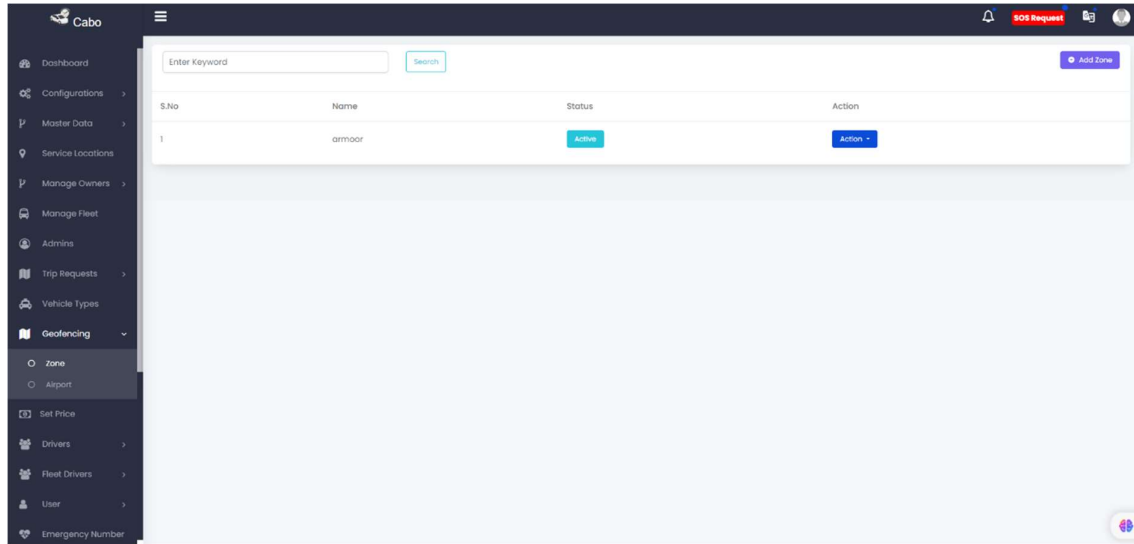 Cabo
SOS Request
Dashboard
Configurations
Master Data
Service Locations
Manage Owners
Manage Fleet
Admins
Trip Requests
Vehicle Types
Geofencing
Zone
Airport
Set Price
Drivers
Fleet Drivers
User
Emergency Number
Enter Keyword
Search
Add Zone
S.No Name Status Action
1 armoor Active Action